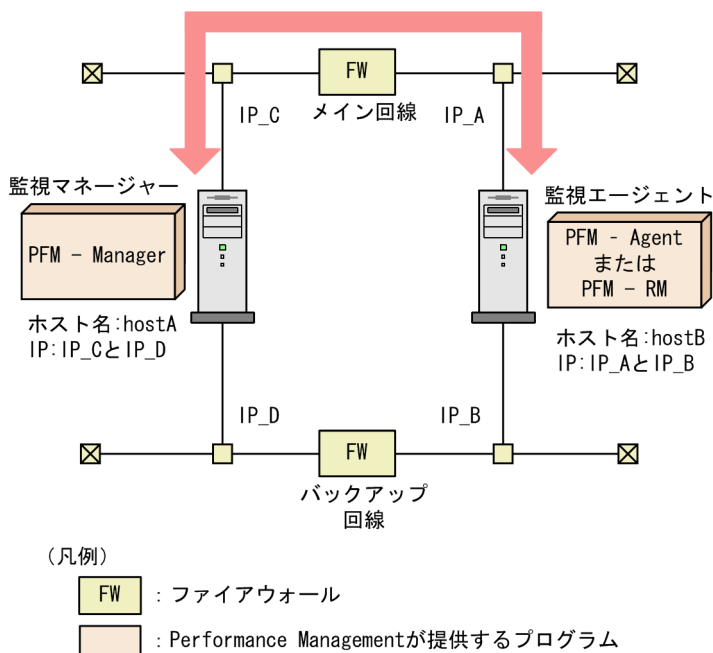 FW
メイン回線
IP_C
IP_A
監視マネージャー
PFM − Manager
ホスト名:hostA
IP:IP_CとIP_D
監視エージェント
PFM - Agent
または
PFM − RM
ホスト名:hostB
IP:IP_AとIP_B
IP_D
IP_B
FW
バックアップ
回線
(凡例)
FW :ファイアウォール
:Performance Managementが提供するプログラム